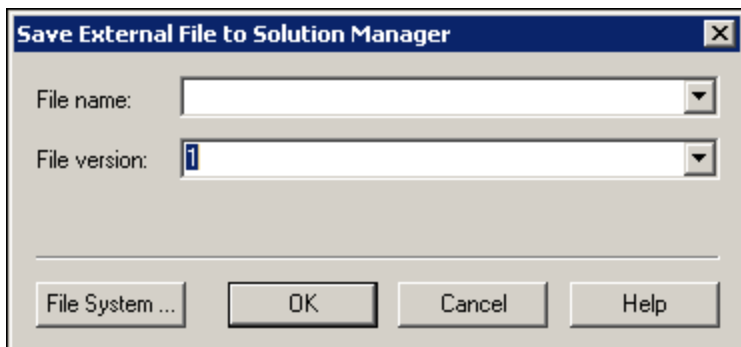 Save External File to Solution Manager
File name:
File version: 1
File System ... OK Cancel Help